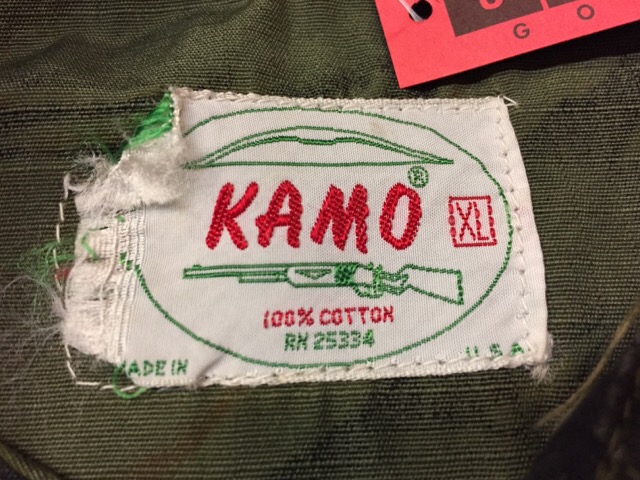 G O
KAMO®
XL
100% COTTON
RN 25334
MADE IN U.S.A